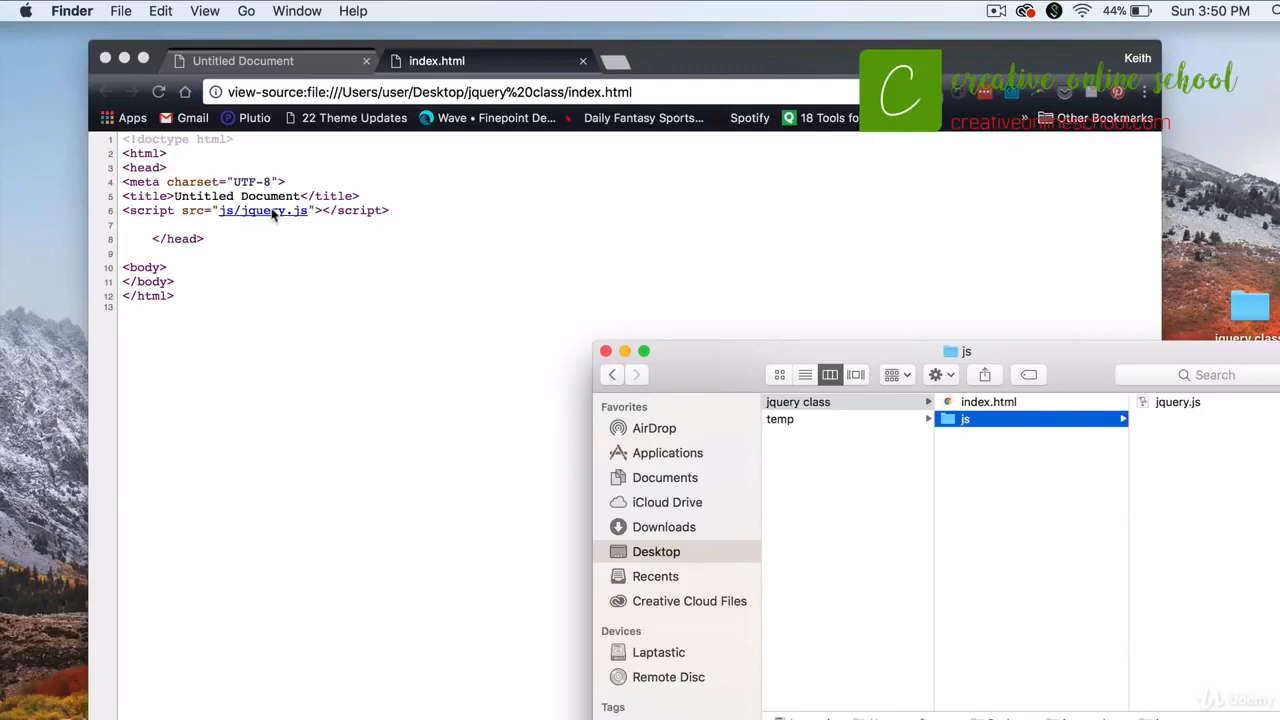 Finder File Edit View Go Window Help 44% Sun 3:50 PM
Untitled Document index.html Keith
view-source:file:///Users/user/Desktop/jquery%20class/index.html
Apps Gmail Plutio 22 Theme Updates Wave • Finepoint De... Daily Fantasy Sports... Spotify 18 Tools fo » Other Bookmarks
C creative online school
creativeonlineschool.com
1 <!doctype html>
2 <html>
3 <head>
4 <meta charset="UTF-8">
5 <title>Untitled Document</title>
6 <script src="js/jquery.js"></script>
7
8 </head>
9
10 <body>
11 </body>
12 </html>
13
jquery class
js
Search
Favorites
AirDrop
Applications
Documents
iCloud Drive
Downloads
Desktop
Recents
Creative Cloud Files
Devices
Laptastic
Remote Disc
Tags
jquery class
temp
index.html
js
jquery.js
Udemy